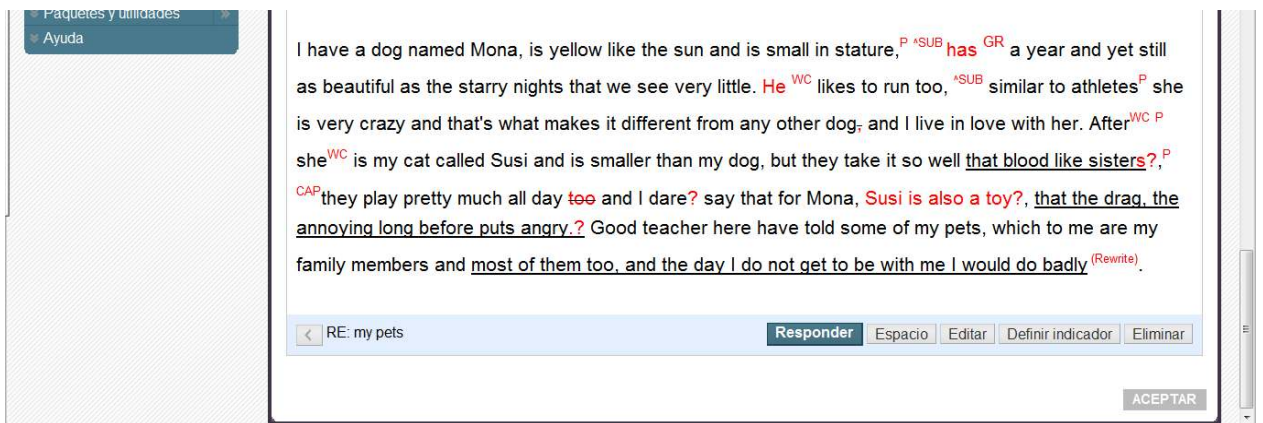 Paquetes y utilidades
Ayuda
I have a dog named Mona, is yellow like the sun and is small in stature,P ^SUB has GR a year and yet still
as beautiful as the starry nights that we see very little. He WC likes to run too, ^SUB similar to athletesP she
is very crazy and that's what makes it different from any other dog, and I live in love with her. AfterWC P
sheWC is my cat called Susi and is smaller than my dog, but they take it so well that blood like sisters?,P
CAPthey play pretty much all day too and I dare? say that for Mona, Susi is also a toy?, that the drag, the
annoying long before puts angry.? Good teacher here have told some of my pets, which to me are my
family members and most of them too, and the day I do not get to be with me I would do badly (Rewrite).
RE: my pets
Responder Espacio Editar Definir indicador Eliminar
ACEPTAR